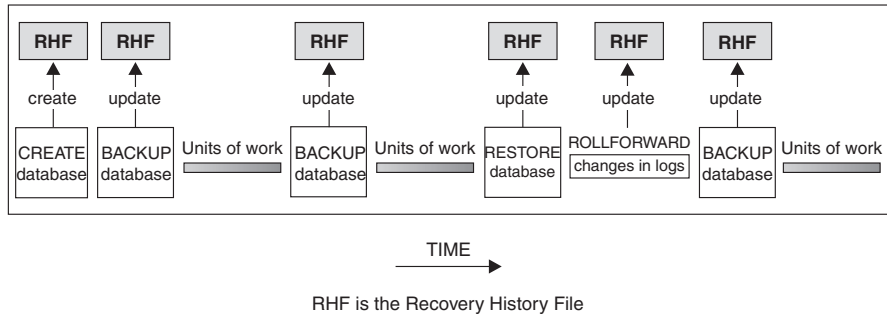 RHF RHF RHF RHF RHF RHF
create update update update update update
CREATE database
BACKUP database
Units of work
BACKUP database
Units of work
RESTORE database
ROLLFORWARD
changes in logs
BACKUP database
Units of work
TIME
RHF is the Recovery History File